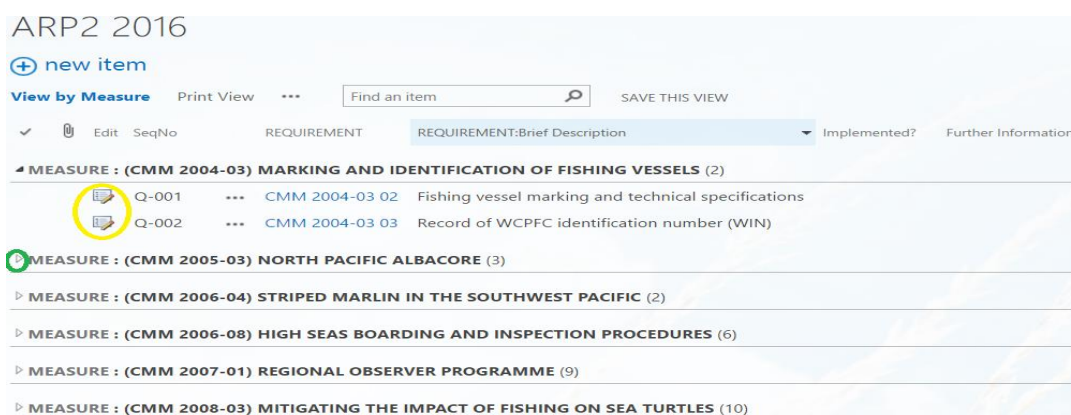 ARP2 2016
new item
View by Measure Print View ••• Find an item SAVE THIS VIEW
Edit SeqNo REQUIREMENT REQUIREMENT:Brief Description Implemented? Further Information
MEASURE : (CMM 2004-03) MARKING AND IDENTIFICATION OF FISHING VESSELS (2)
Q-001 ••• CMM 2004-03 02 Fishing vessel marking and technical specifications
Q-002 ••• CMM 2004-03 03 Record of WCPFC identification number (WIN)
MEASURE : (CMM 2005-03) NORTH PACIFIC ALBACORE (3)
MEASURE : (CMM 2006-04) STRIPED MARLIN IN THE SOUTHWEST PACIFIC (2)
MEASURE : (CMM 2006-08) HIGH SEAS BOARDING AND INSPECTION PROCEDURES (6)
MEASURE : (CMM 2007-01) REGIONAL OBSERVER PROGRAMME (9)
MEASURE : (CMM 2008-03) MITIGATING THE IMPACT OF FISHING ON SEA TURTLES (10)